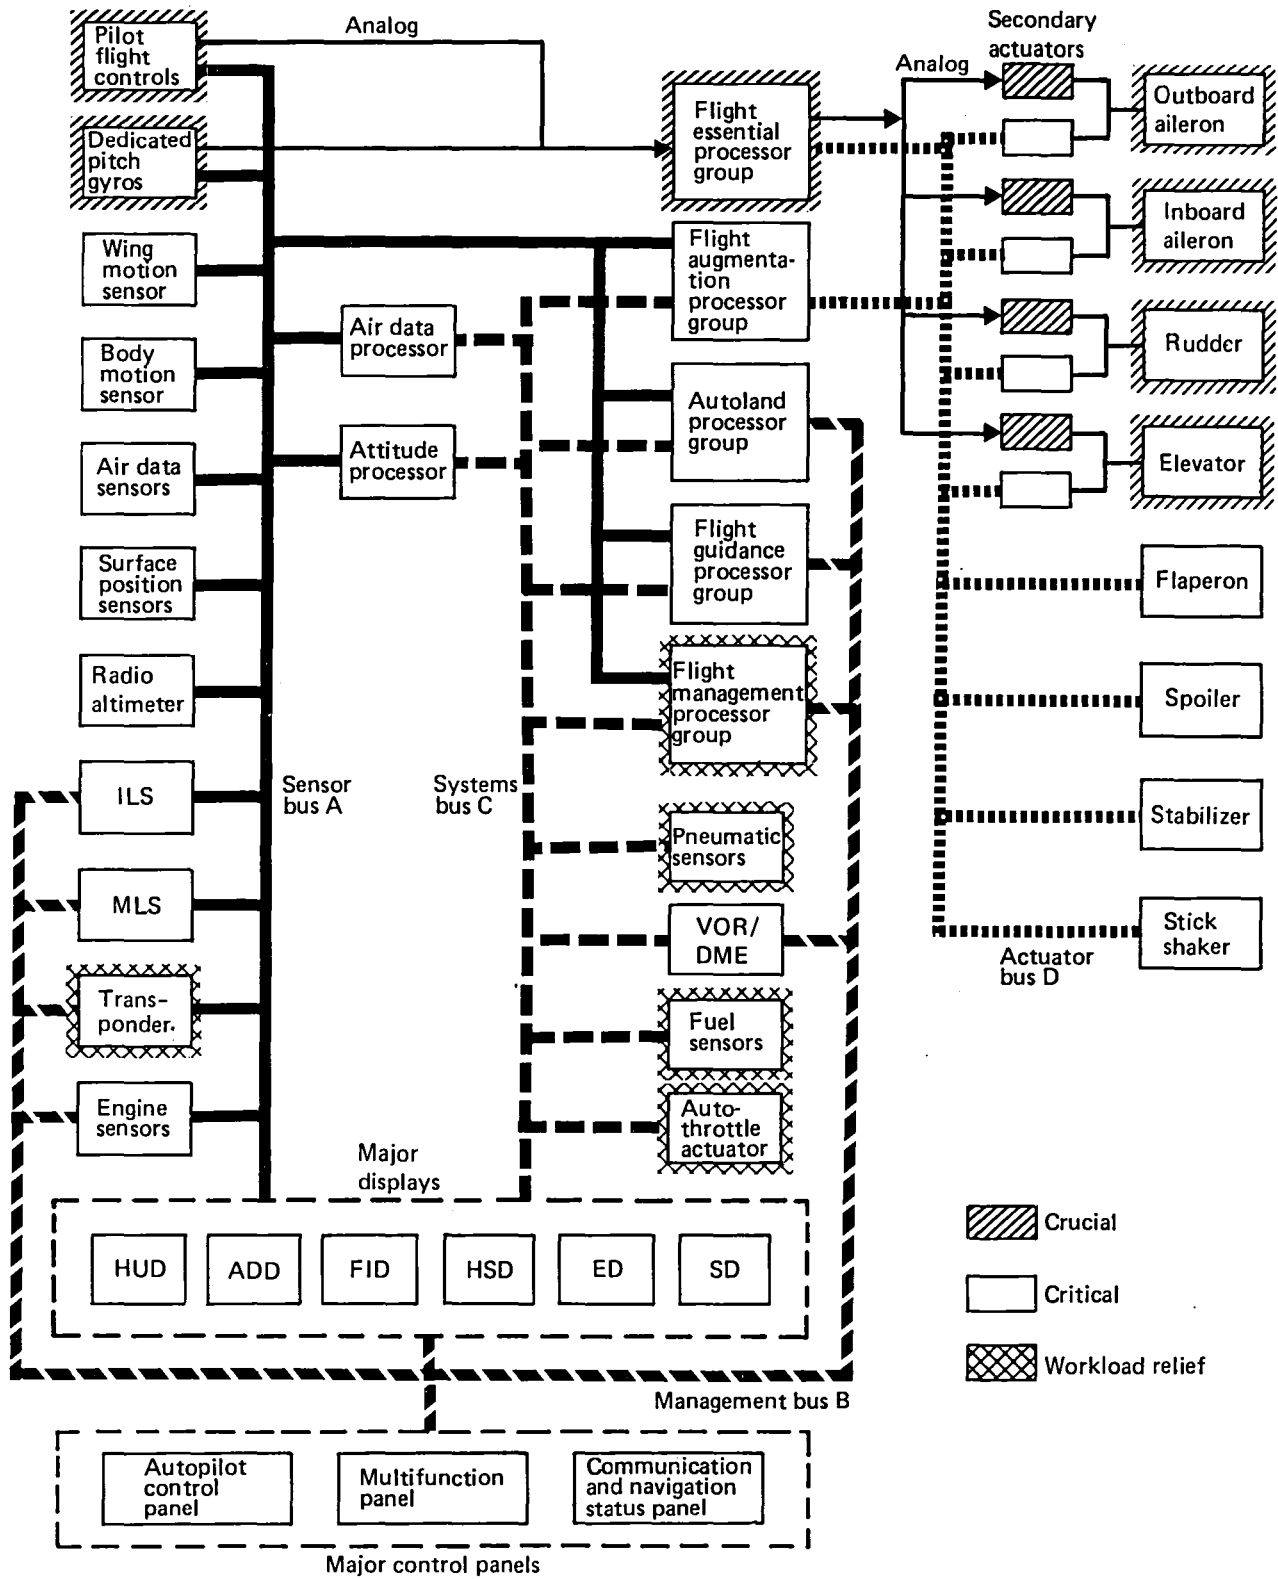 Analog
Pilot
flight
controls
Dedicated
pitch
gyros
Wing
motion
sensor
Body
motion
sensor
Air data
sensors
Surface
position
sensors
Radio
altimeter
ILS
MLS
Trans-
ponder.
Engine
sensors
Sensor
bus A
Air data
processor
Attitude
processor
Systems
bus C
Flight
essential
processor
group
Flight
augmenta-
tion
processor
group
Autoland
processor
group
Flight
guidance
processor
group
Flight
management
processor
group
Pneumatic
sensors
VOR/
DME
Fuel
sensors
Auto-
throttle
actuator
Secondary
actuators
Analog
Outboard
aileron
Inboard
aileron
Rudder
Elevator
Flaperon
Spoiler
Stabilizer
Stick
shaker
Actuator
bus D
Major
displays
HUD
ADD
FID
HSD
ED
SD
Crucial
Critical
Workload relief
Management bus B
Autopilot
control
panel
Multifunction
panel
Communication
and navigation
status panel
Major control panels